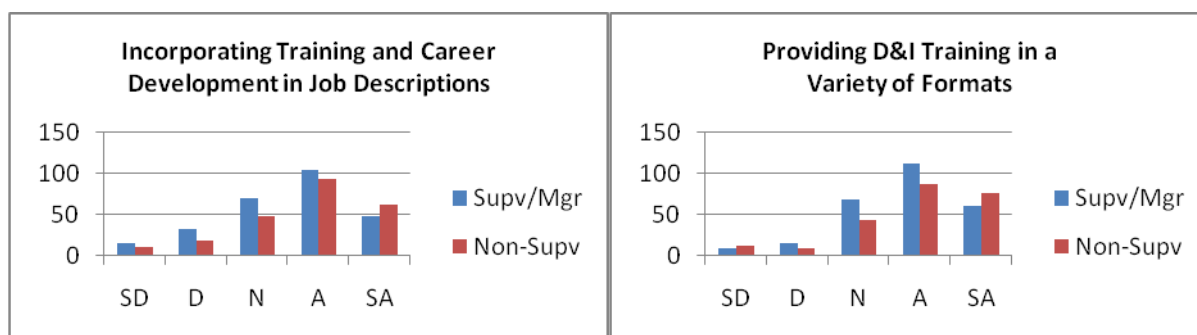 Incorporating Training and Career
Development in Job Descriptions
150
100
50
0
SD D N A SA
Supv/Mgr
Non-Supv
Providing D&I Training in a
Variety of Formats
150
100
50
0
SD D N A SA
Supv/Mgr
Non-Supv